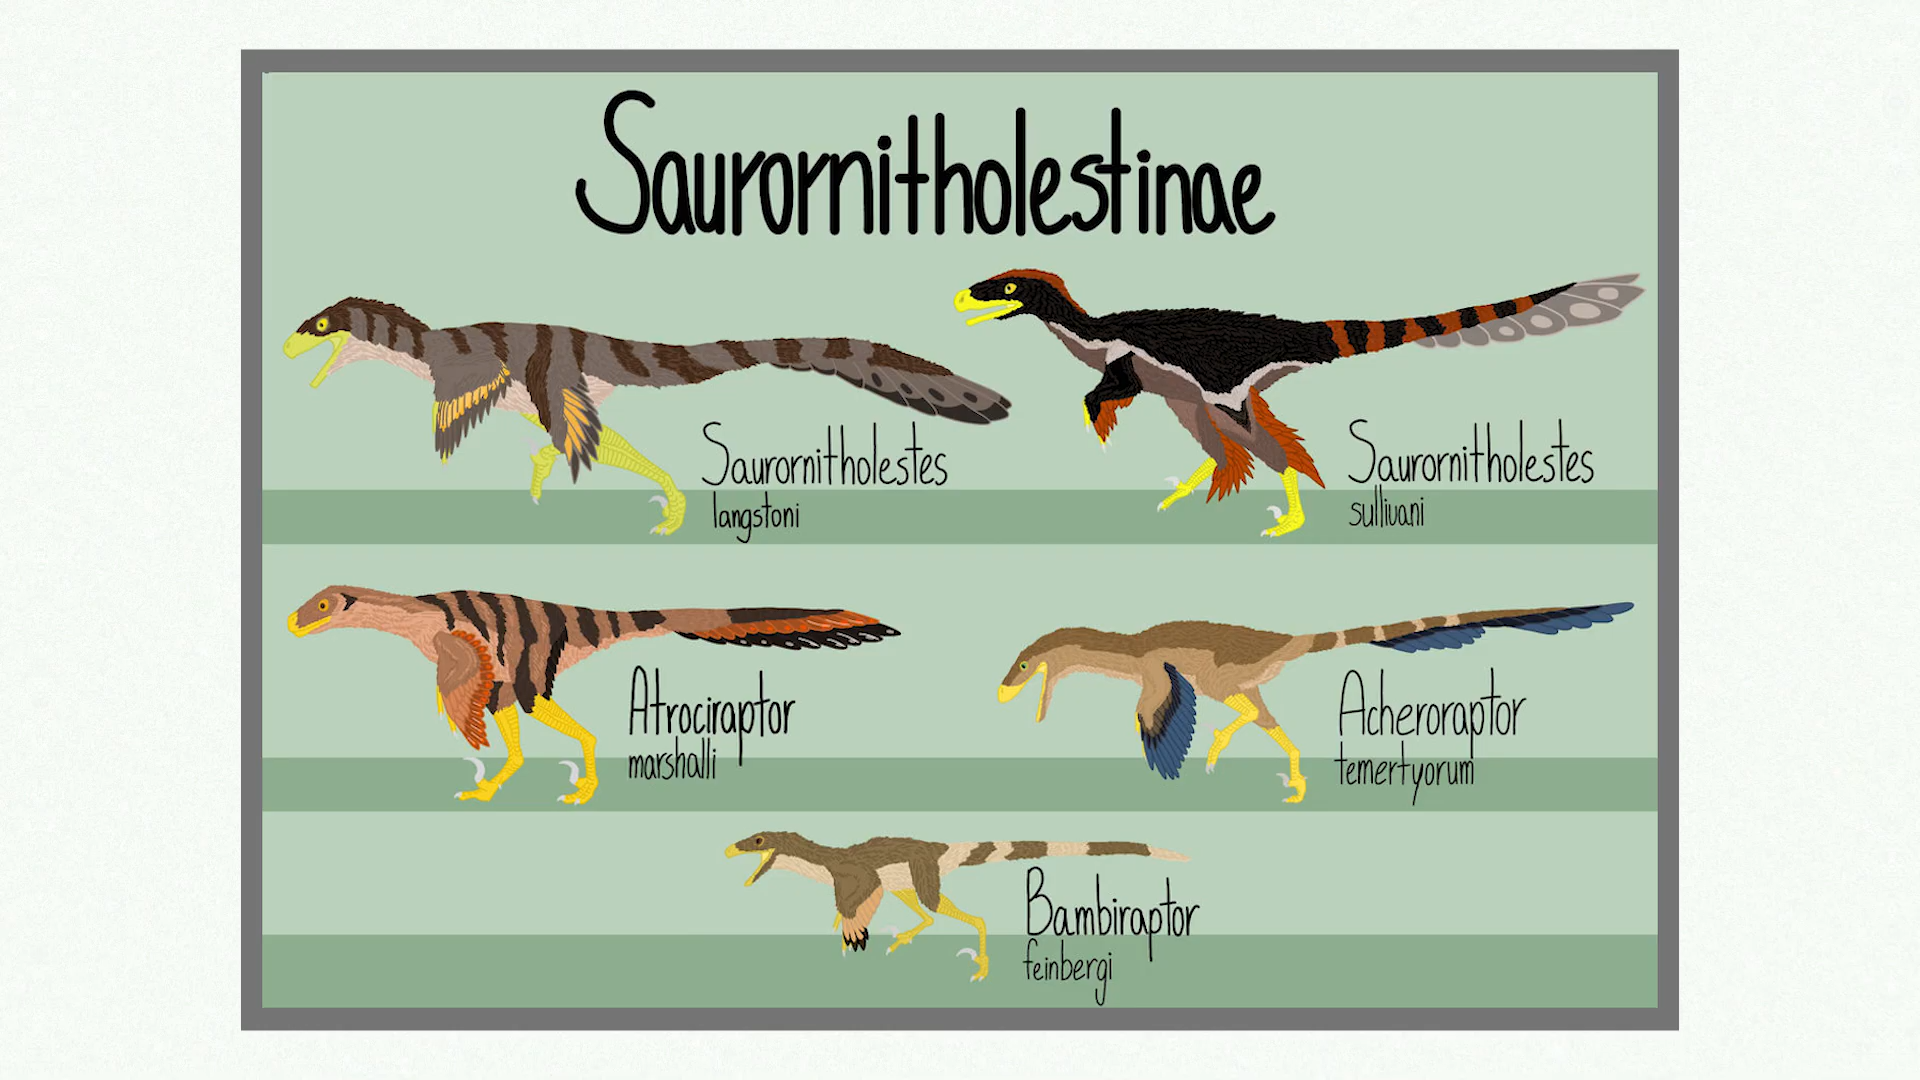 Saurornitholestinae
Saurornitholestes
langstoni
Saurornitholestes
sullivani
Atrociraptor
marshalli
Acheroraptor
temertyorum
Bambiraptor
feinbergi